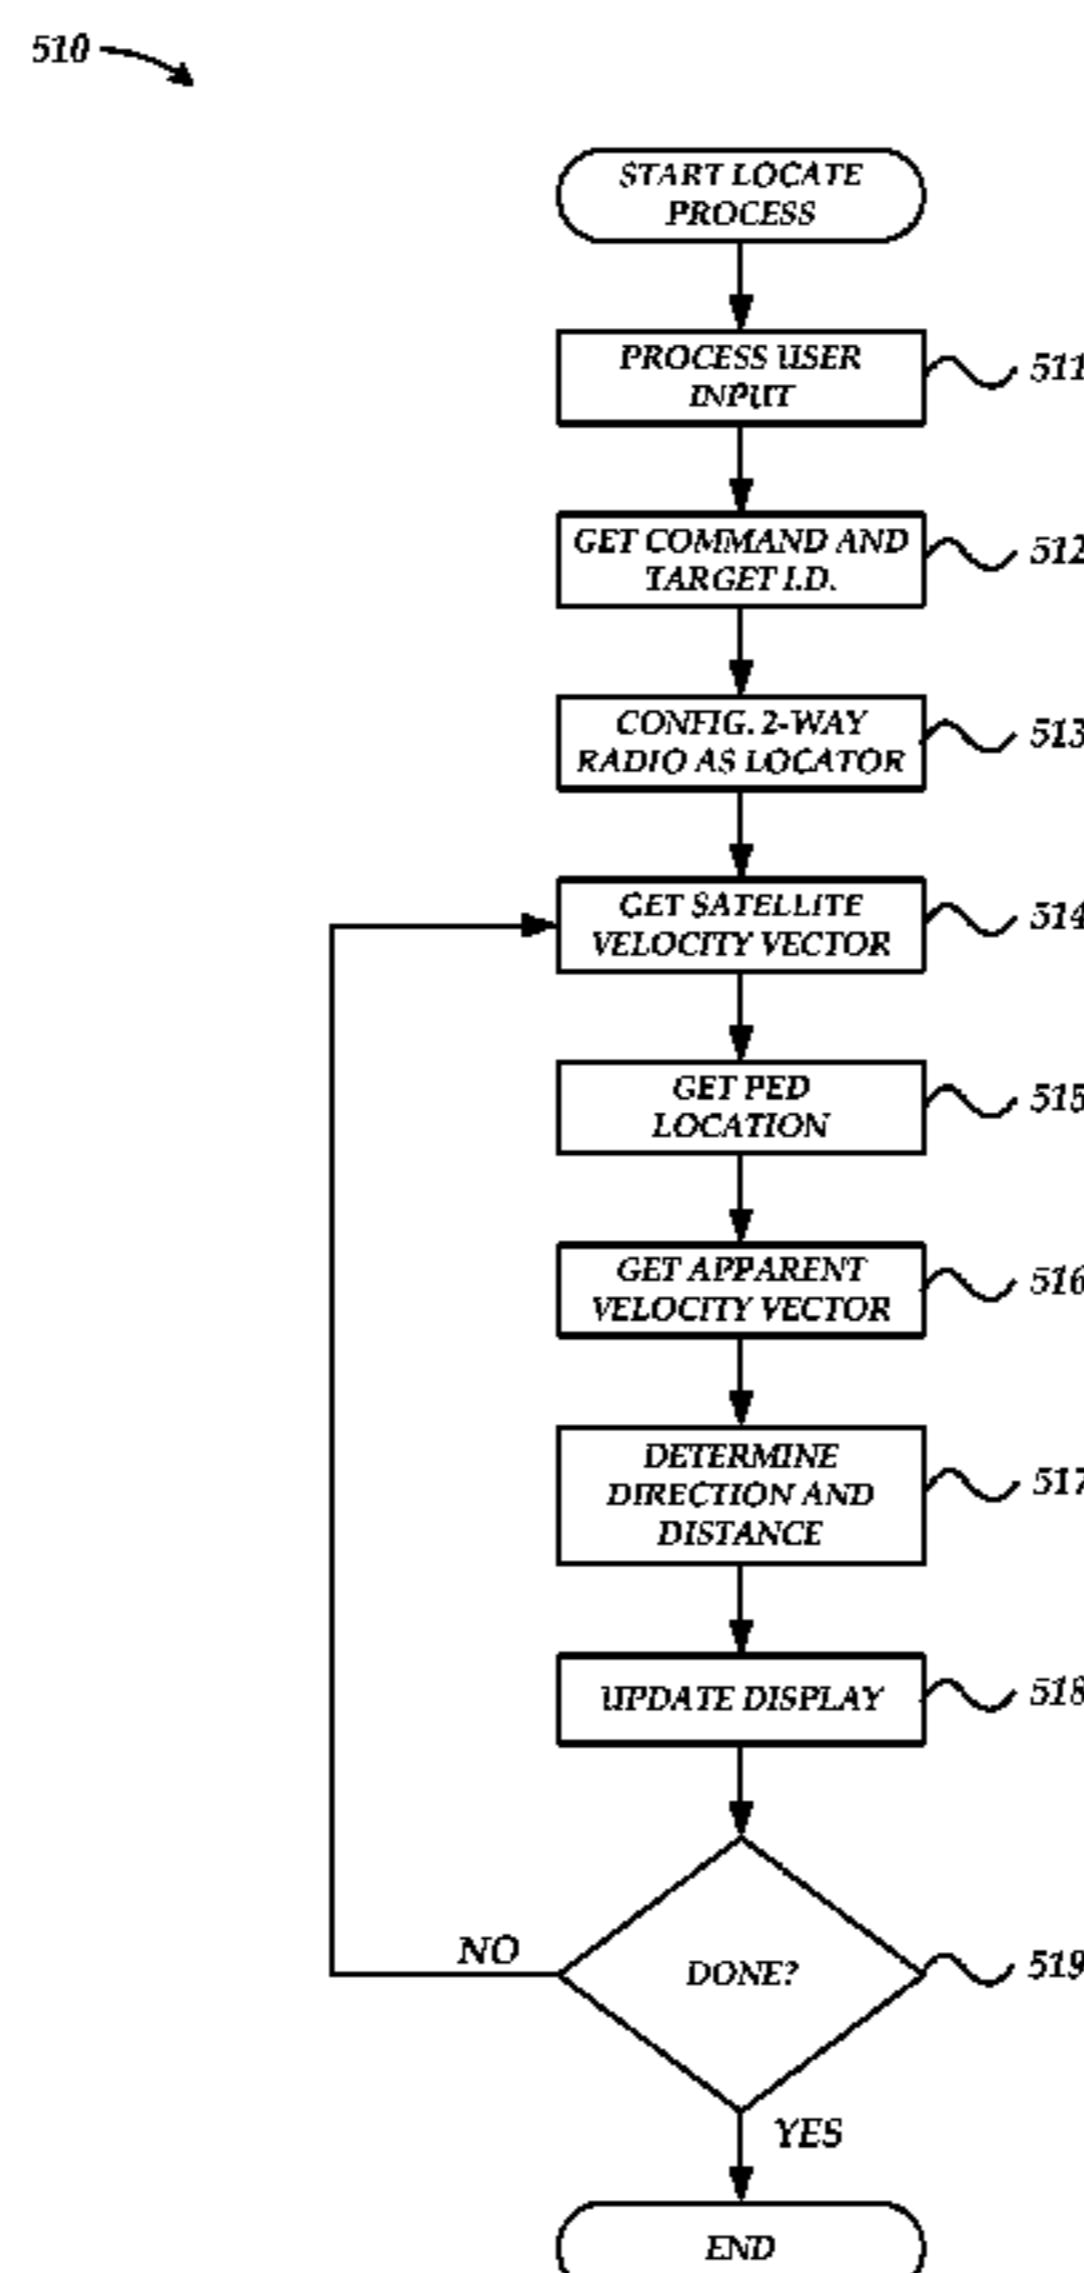 510
START LOCATE
PROCESS
PROCESS USER
INPUT
511
GET COMMAND AND
TARGET I.D.
512
CONFIG. 2-WAY
RADIO AS LOCATOR
513
GET SATELLITE
VELOCITY VECTOR
514
GET PED
LOCATION
515
GET APPARENT
VELOCITY VECTOR
516
DETERMINE
DIRECTION AND
DISTANCE
517
UPDATE DISPLAY
518
DONE?
519
NO
YES
END